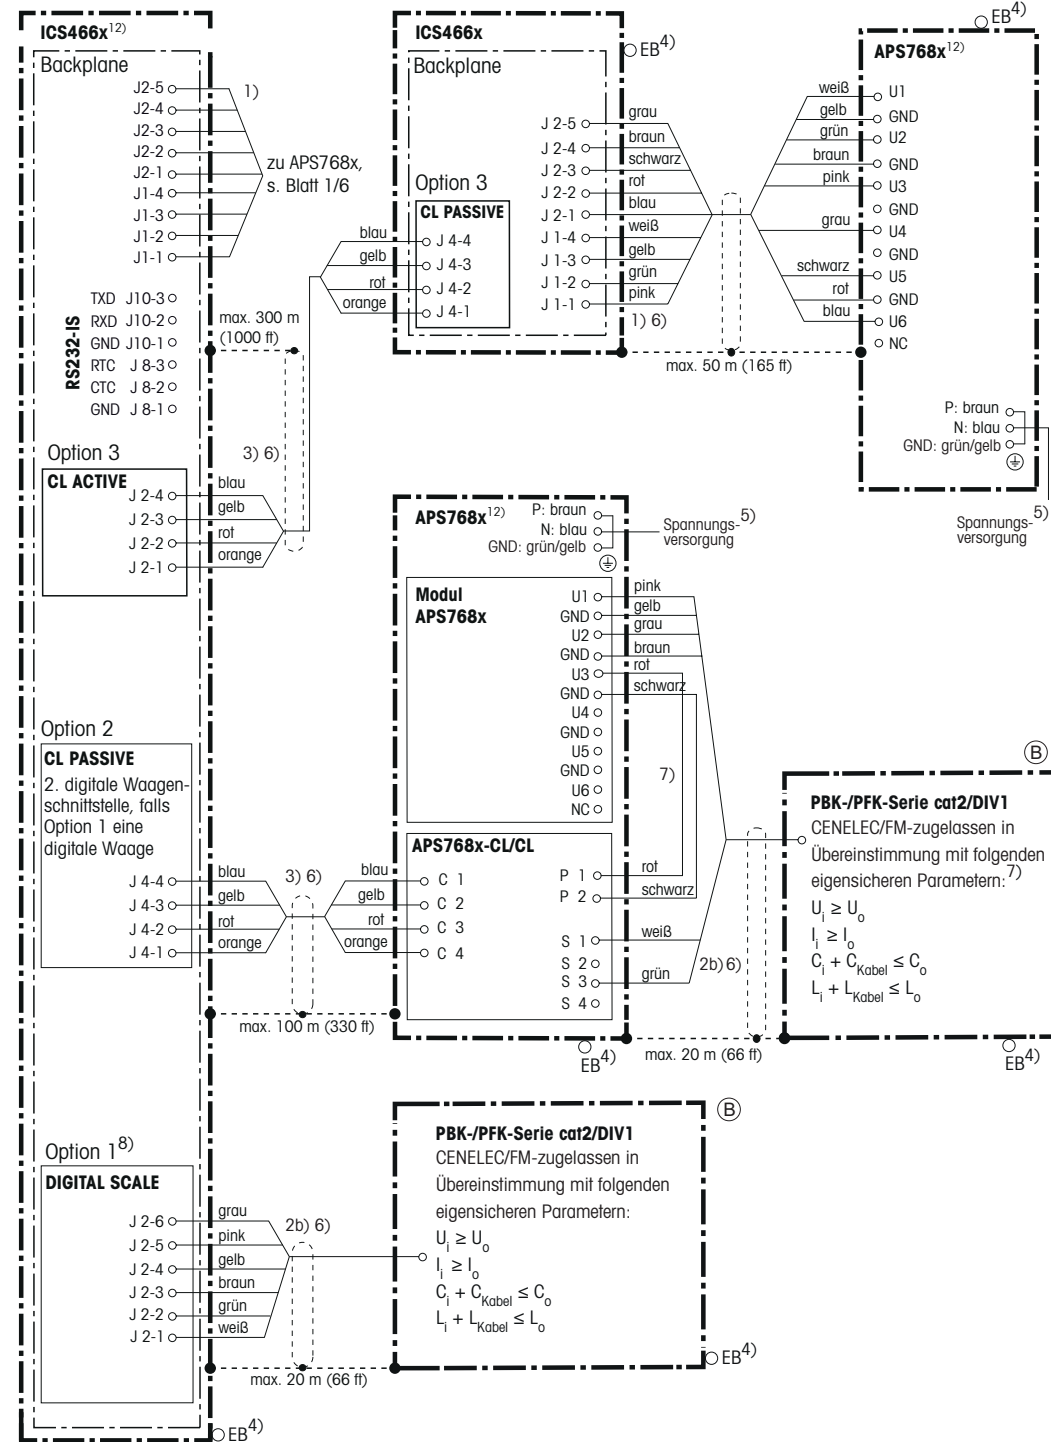 ICS466x12)
Backplane
J2-5
J2-4
J2-3
J2-2
J2-1
J1-4
J1-3
J1-2
J1-1
1)
zu APS768x,
s. Blatt 1/6
RS232-IS
TXD J10-3
RXD J10-2
GND J10-1
RTC J 8-3
CTC J 8-2
GND J 8-1
max. 300 m
(1000 ft)
3) 6)
Option 3
CL ACTIVE
J 2-4 blau
J 2-3 gelb
J 2-2 rot
J 2-1 orange
ICS466x
EB4)
Backplane
Option 3
CL PASSIVE
blau J 4-4
gelb J 4-3
rot J 4-2
orange J 4-1
J 2-5 grau
J 2-4 braun
J 2-3 schwarz
J 2-2 rot
J 2-1 blau
J 1-4 weiß
J 1-3 gelb
J 1-2 grün
J 1-1 pink
1) 6)
max. 50 m (165 ft)
EB4)
APS768x12)
weiß U1
gelb GND
grün U2
braun GND
pink U3
GND
grau U4
GND
schwarz U5
rot GND
blau U6
NC
P: braun
N: blau
GND: grün/gelb
Spannungs-5)
versorgung
APS768x12)
P: braun
N: blau
GND: grün/gelb
Spannungs-5)
versorgung
Modul
APS768x
U1 pink
GND gelb
U2 grau
GND braun
U3 rot
GND schwarz
U4
GND
U5
GND
U6
NC
7)
APS768x-CL/CL
blau C 1
gelb C 2
rot C 3
orange C 4
P 1 rot
P 2 schwarz
S 1 weiß
S 2
S 3 grün
S 4
2b) 6)
max. 20 m (66 ft)
EB4)
B
PBK-/PFK-Serie cat2/DIV1
CENELEC/FM-zugelassen in
Übereinstimmung mit folgenden
eigensicheren Parametern:7)
Ui ≥ Uo
Ii ≥ Io
Ci + CKabel ≤ Co
Li + LKabel ≤ Lo
EB4)
Option 2
CL PASSIVE
2. digitale Waagen-
schnittstelle, falls
Option 1 eine
digitale Waage
J 4-4 blau
J 4-3 gelb
J 4-2 rot
J 4-1 orange
3) 6)
max. 100 m (330 ft)
Option 18)
DIGITAL SCALE
J 2-6 grau
J 2-5 pink
J 2-4 gelb
J 2-3 braun
J 2-2 grün
J 2-1 weiß
2b) 6)
max. 20 m (66 ft)
B
PBK-/PFK-Serie cat2/DIV1
CENELEC/FM-zugelassen in
Übereinstimmung mit folgenden
eigensicheren Parametern:
Ui ≥ Uo
Ii ≥ Io
Ci + CKabel ≤ Co
Li + LKabel ≤ Lo
EB4)
EB4)